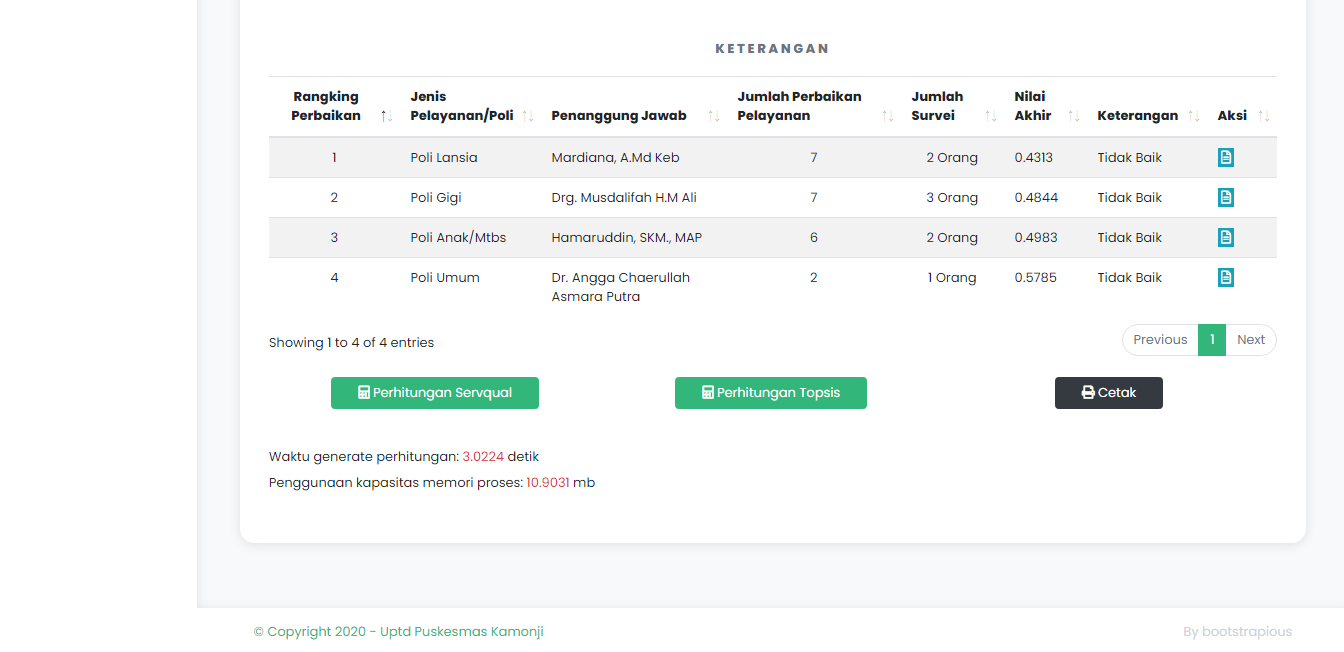 KETERANGAN
Rangking Perbaikan Jenis Pelayanan/Poli Penanggung Jawab Jumlah Perbaikan Pelayanan Jumlah Survei Nilai Akhir Keterangan Aksi
1 Poli Lansia Mardiana, A.Md Keb 7 2 Orang 0.4313 Tidak Baik
2 Poli Gigi Drg. Musdalifah H.M Ali 7 3 Orang 0.4844 Tidak Baik
3 Poli Anak/Mtbs Hamaruddin, SKM., MAP 6 2 Orang 0.4983 Tidak Baik
4 Poli Umum Dr. Angga Chaerullah Asmara Putra 2 1 Orang 0.5785 Tidak Baik
Showing 1 to 4 of 4 entries Previous 1 Next
Perhitungan Servqual Perhitungan Topsis Cetak
Waktu generate perhitungan: 3.0224 detik
Penggunaan kapasitas memori proses: 10.9031 mb
© Copyright 2020 - Uptd Puskesmas Kamonji By bootstrapious